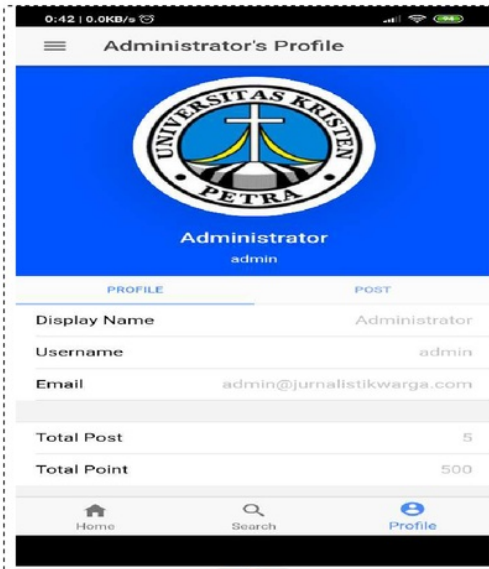 0:42 | 0.0KB/s
94
Administrator's Profile
UNIVERSITAS KRISTEN
PETRA
Administrator
admin
PROFILE POST
Display Name Administrator
Username admin
Email admin@jurnalistikwarga.com
Total Post 5
Total Point 500
Home Search Profile